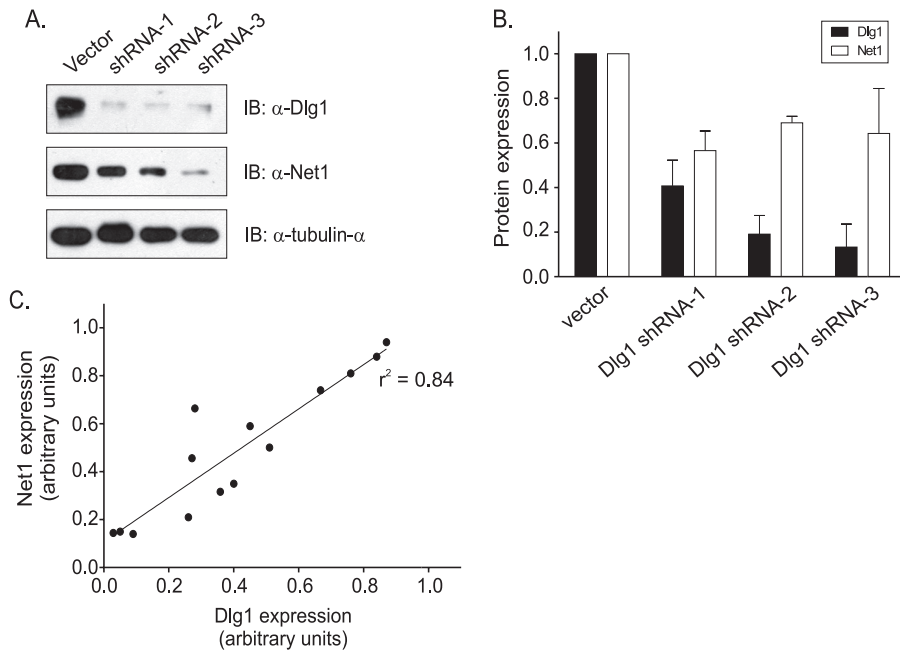 A.
Vector
shRNA-1
shRNA-2
shRNA-3
IB: α-Dlg1
IB: α-Net1
IB: α-tubulin-α
B.
Dlg1
Net1
Protein expression
1.0
0.8
0.6
0.4
0.2
0.0
vector
Dlg1 shRNA-1
Dlg1 shRNA-2
Dlg1 shRNA-3
C.
Net1 expression
(arbitrary units)
1.0
0.8
0.6
0.4
0.2
0.0
r² = 0.84
0.0 0.2 0.4 0.6 0.8 1.0
Dlg1 expression
(arbitrary units)